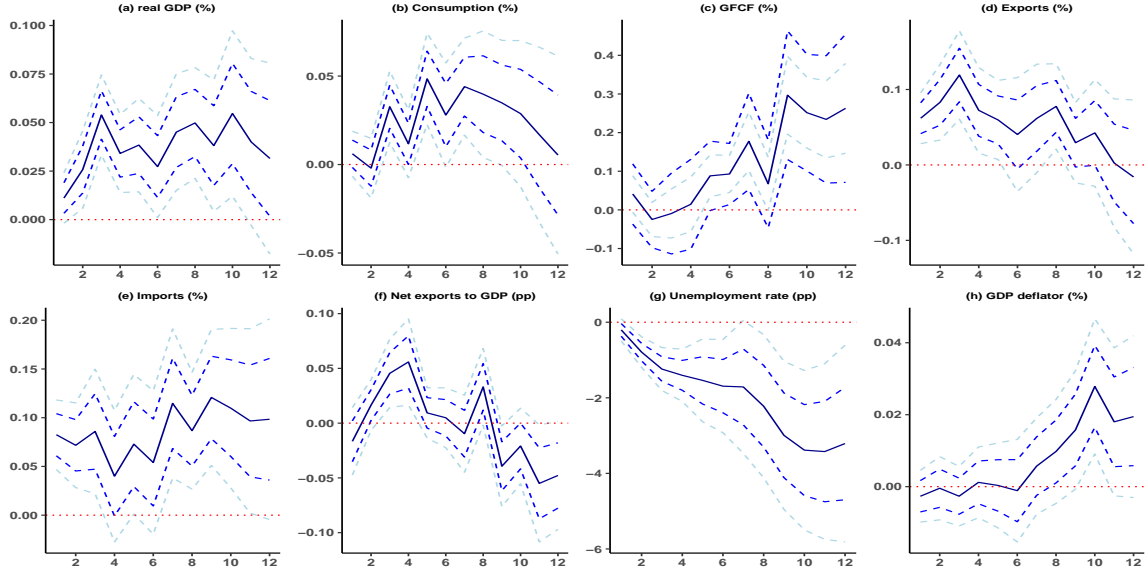 (a) real GDP (%)
0.100
0.075
0.050
0.025
0.000
2 4 6 8 10 12
(b) Consumption (%)
0.05
0.00
−0.05
2 4 6 8 10 12
(c) GFCF (%)
0.4
0.3
0.2
0.1
0.0
−0.1
2 4 6 8 10 12
(d) Exports (%)
0.1
0.0
−0.1
2 4 6 8 10 12
(e) Imports (%)
0.20
0.15
0.10
0.05
0.00
2 4 6 8 10 12
(f) Net exports to GDP (pp)
0.10
0.05
0.00
−0.05
−0.10
2 4 6 8 10 12
(g) Unemployment rate (pp)
0
−2
−4
−6
2 4 6 8 10 12
(h) GDP deflator (%)
0.04
0.02
0.00
2 4 6 8 10 12